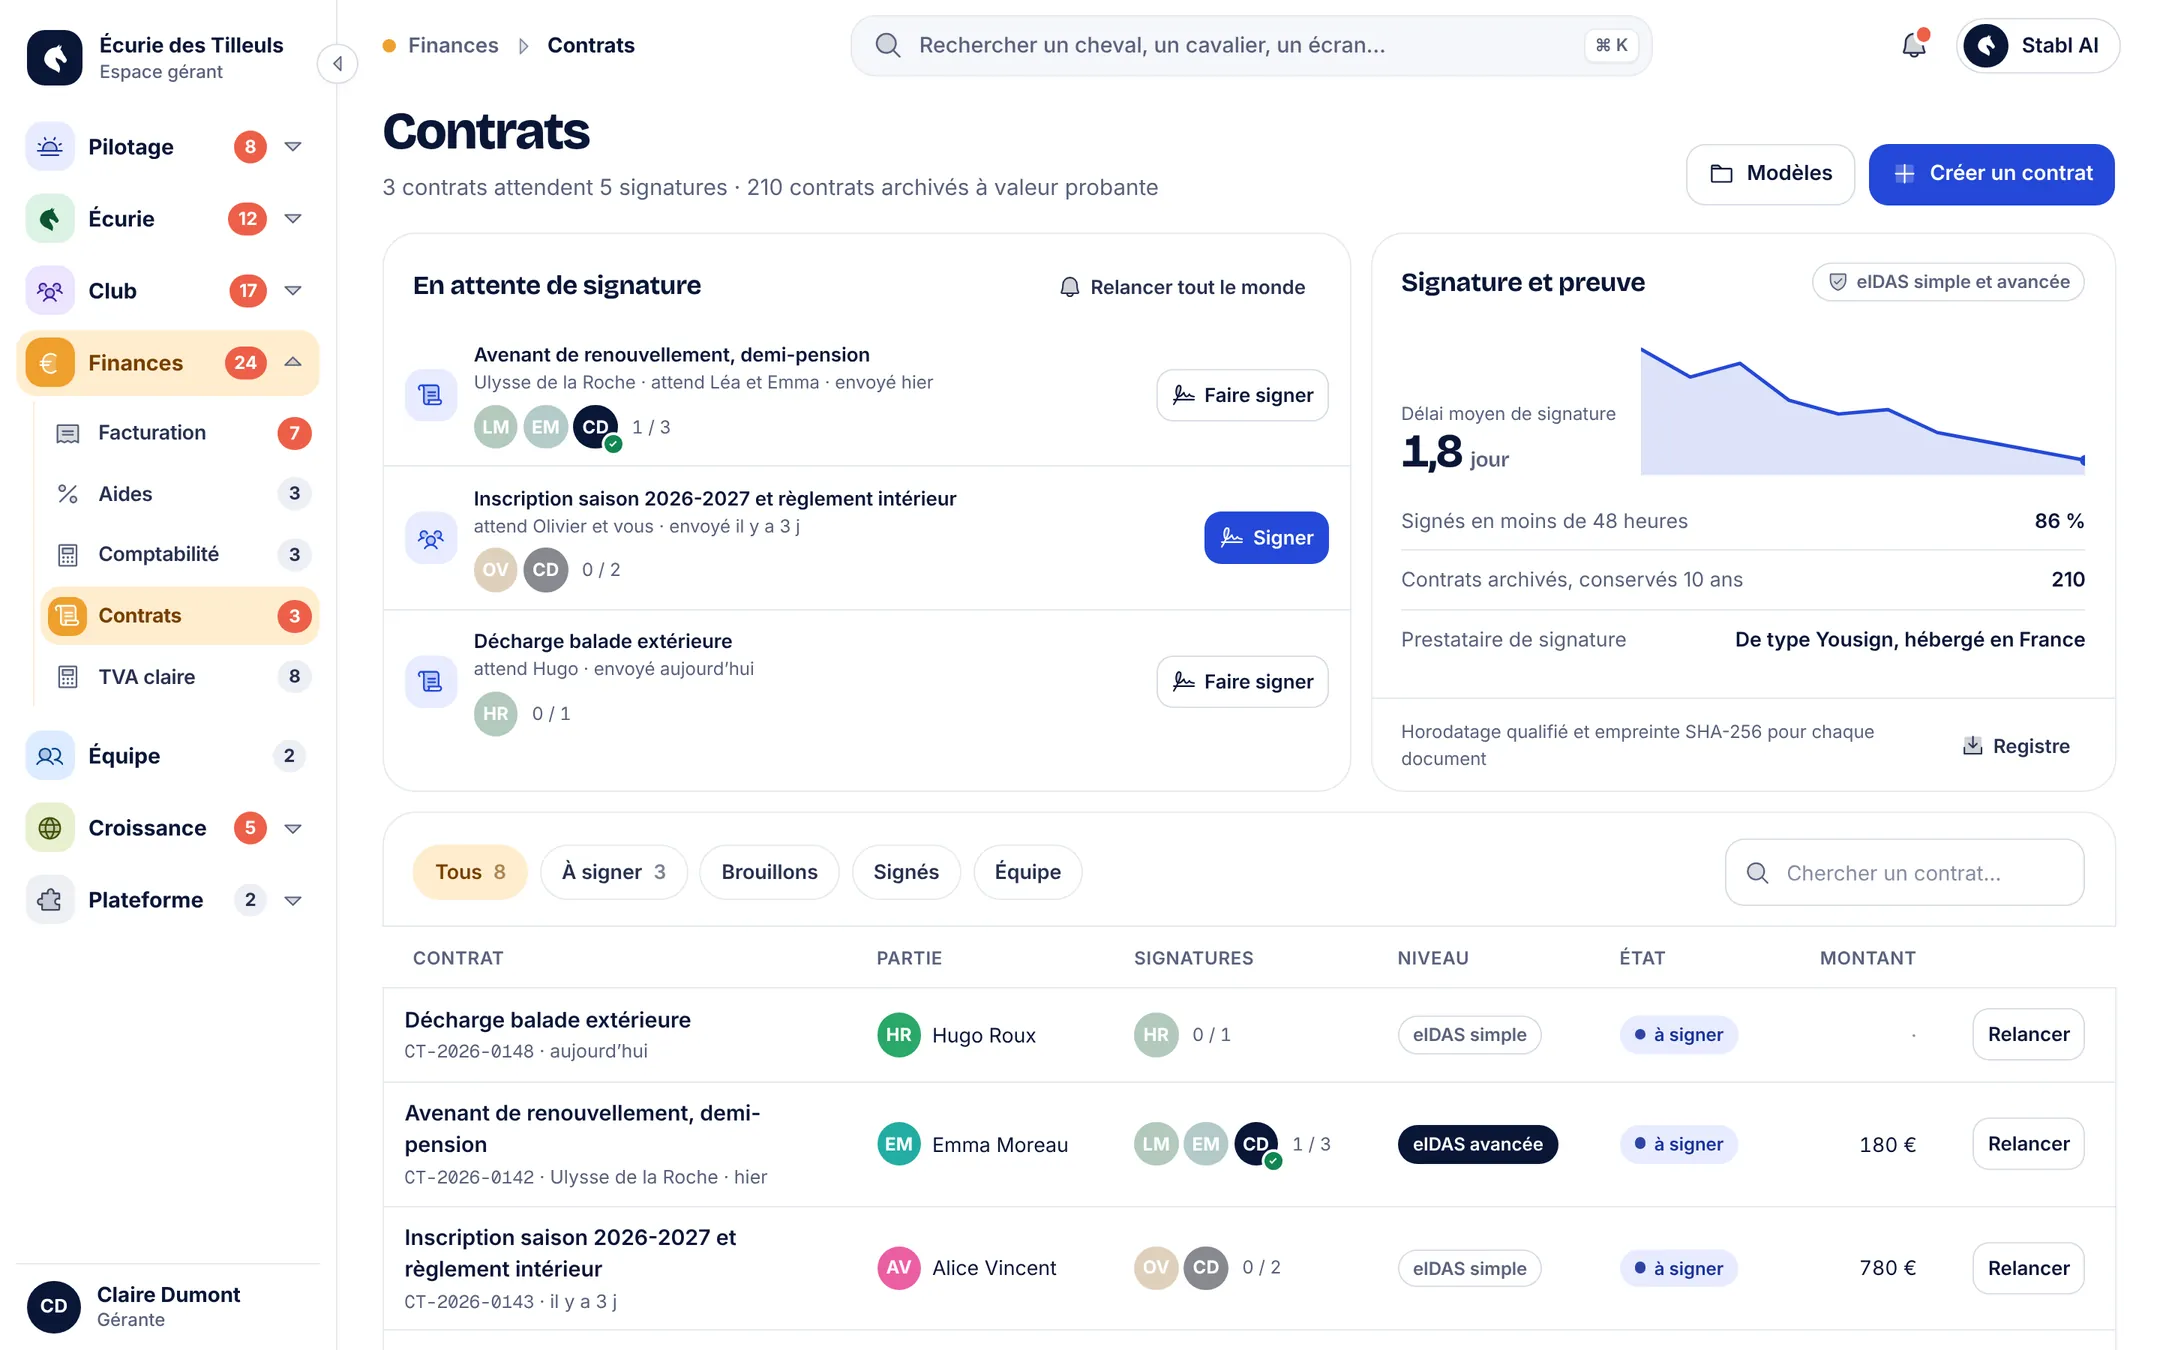 Écurie des Tilleuls
Espace gérant
Pilotage 8
Écurie 12
Club 17
€ Finances 24
Facturation 7
Aides 3
Comptabilité 3
Contrats 3
TVA claire 8
Équipe 2
Croissance 5
Plateforme 2
CD Claire Dumont
Gérante
Finances Contrats
Rechercher un cheval, un cavalier, un écran... ⌘ K
Stabl AI
Contrats
3 contrats attendent 5 signatures · 210 contrats archivés à valeur probante
Modèles
Créer un contrat
En attente de signature
Relancer tout le monde
Avenant de renouvellement, demi-pension
Ulysse de la Roche · attend Léa et Emma · envoyé hier
LM EM CD 1 / 3
Faire signer
Inscription saison 2026-2027 et règlement intérieur
attend Olivier et vous · envoyé il y a 3 j
OV CD 0 / 2
Signer
Décharge balade extérieure
attend Hugo · envoyé aujourd’hui
HR 0 / 1
Faire signer
Signature et preuve
eIDAS simple et avancée
Délai moyen de signature
1,8 jour
Signés en moins de 48 heures 86 %
Contrats archivés, conservés 10 ans 210
Prestataire de signature De type Yousign, hébergé en France
Horodatage qualifié et empreinte SHA-256 pour chaque
document
Registre
Tous 8 À signer 3 Brouillons Signés Équipe
Chercher un contrat...
CONTRAT PARTIE SIGNATURES NIVEAU ÉTAT MONTANT
Décharge balade extérieure
CT-2026-0148 · aujourd’hui
HR Hugo Roux HR 0 / 1 eIDAS simple à signer · Relancer
Avenant de renouvellement, demi-
pension
CT-2026-0142 · Ulysse de la Roche · hier
EM Emma Moreau LM EM CD 1 / 3 eIDAS avancée à signer 180 € Relancer
Inscription saison 2026-2027 et
règlement intérieur
CT-2026-0143 · il y a 3 j
AV Alice Vincent OV CD 0 / 2 eIDAS simple à signer 780 € Relancer